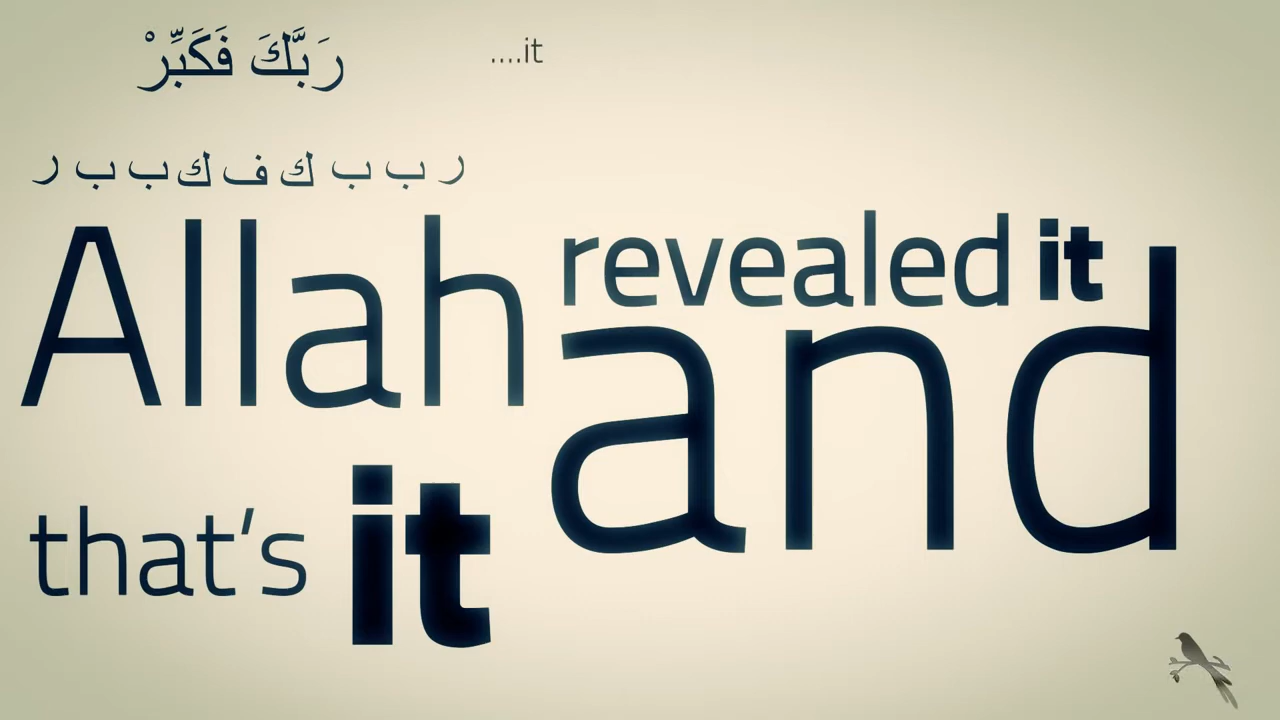 رَبَّكَ فَكَبِّرْ
....it
ر ب ب ك ف ك ب ب ر
Allah revealed it
and
that's it